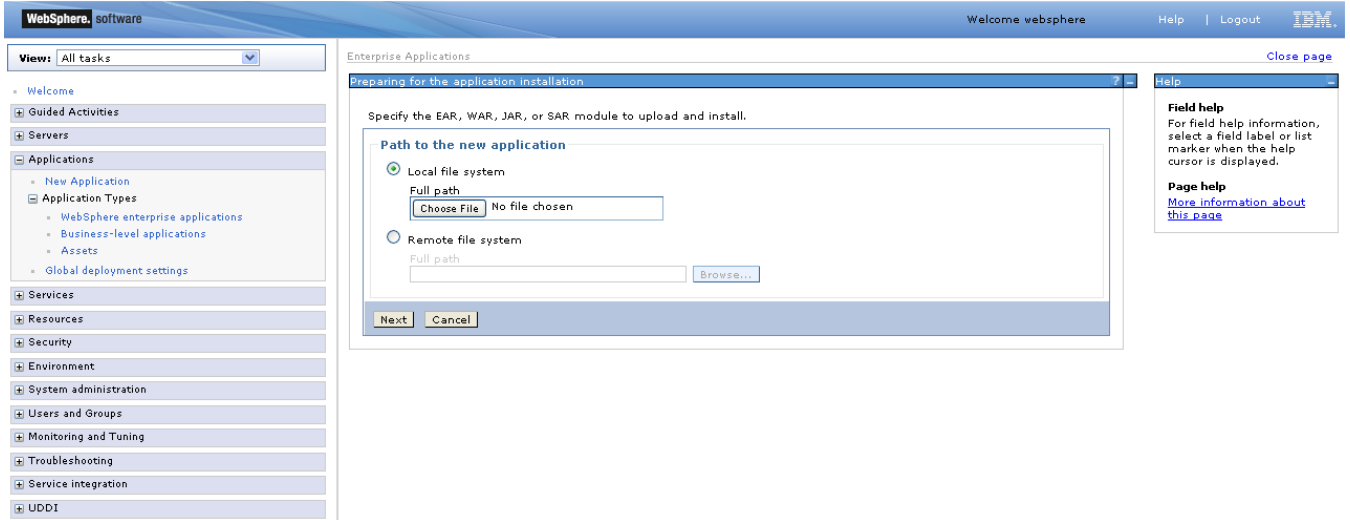 WebSphere. software
Welcome websphere
Help | Logout
IBM.
View: All tasks
Welcome
Guided Activities
Servers
Applications
New Application
Application Types
WebSphere enterprise applications
Business-level applications
Assets
Global deployment settings
Services
Resources
Security
Environment
System administration
Users and Groups
Monitoring and Tuning
Troubleshooting
Service integration
UDDI
Enterprise Applications
Close page
Preparing for the application installation
? –
Specify the EAR, WAR, JAR, or SAR module to upload and install.
Path to the new application
Local file system
Full path
Choose File No file chosen
Remote file system
Full path
Browse...
Next Cancel
Help
Field help
For field help information,
select a field label or list
marker when the help
cursor is displayed.
Page help
More information about
this page